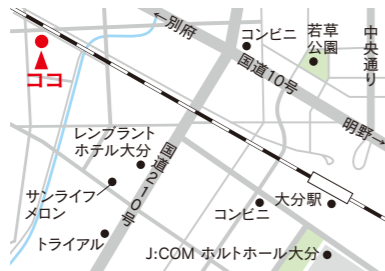 ←別府
コンビニ
若草
公園
中央通り
国道10号
ココ
明野→
レンブラント
ホテル大分
国道210号
サンライフ
メロン
コンビニ
大分駅
トライアル
J:COM ホルトホール大分